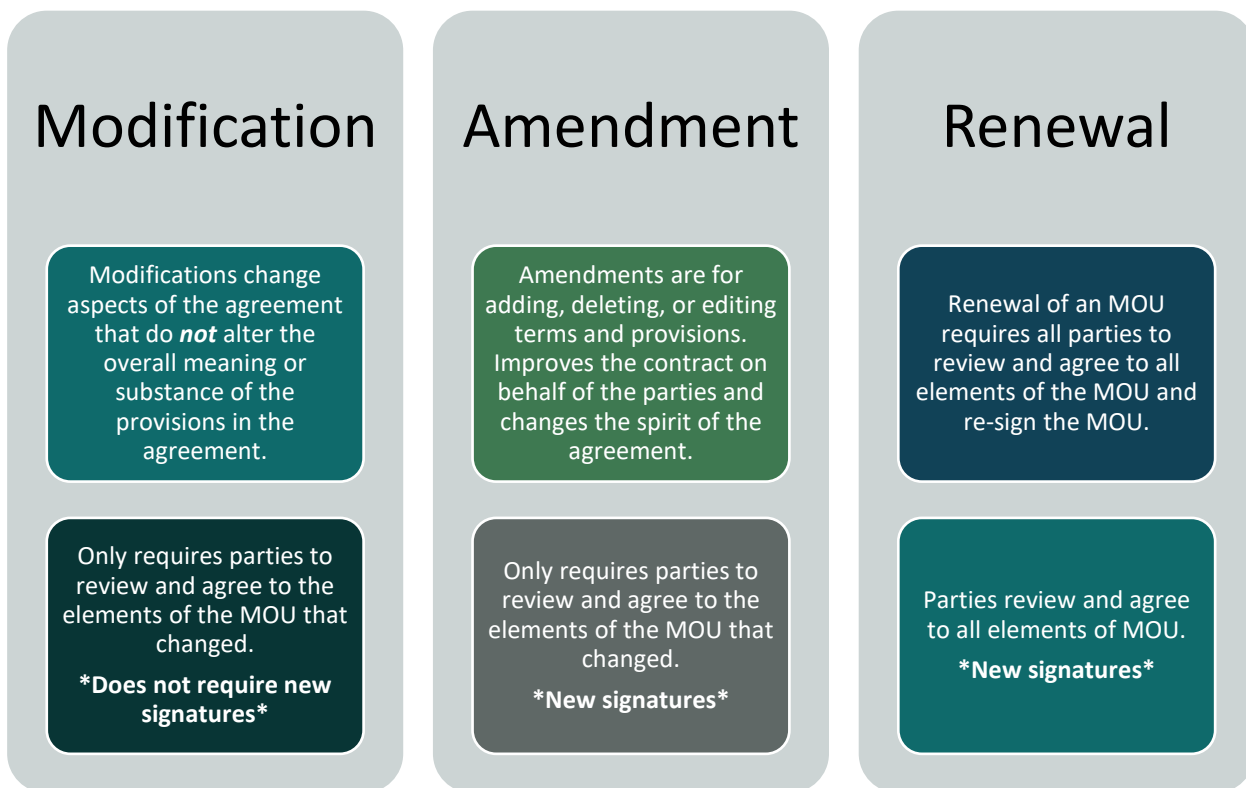 Modification
Modifications change
aspects of the agreement
that do not alter the
overall meaning or
substance of the
provisions in the
agreement.
Only requires parties to
review and agree to the
elements of the MOU that
changed.
*Does not require new
signatures*
Amendment
Amendments are for
adding, deleting, or editing
terms and provisions.
Improves the contract on
behalf of the parties and
changes the spirit of the
agreement.
Only requires parties to
review and agree to the
elements of the MOU that
changed.
*New signatures*
Renewal
Renewal of an MOU
requires all parties to
review and agree to all
elements of the MOU and
re-sign the MOU.
Parties review and agree
to all elements of MOU.
*New signatures*